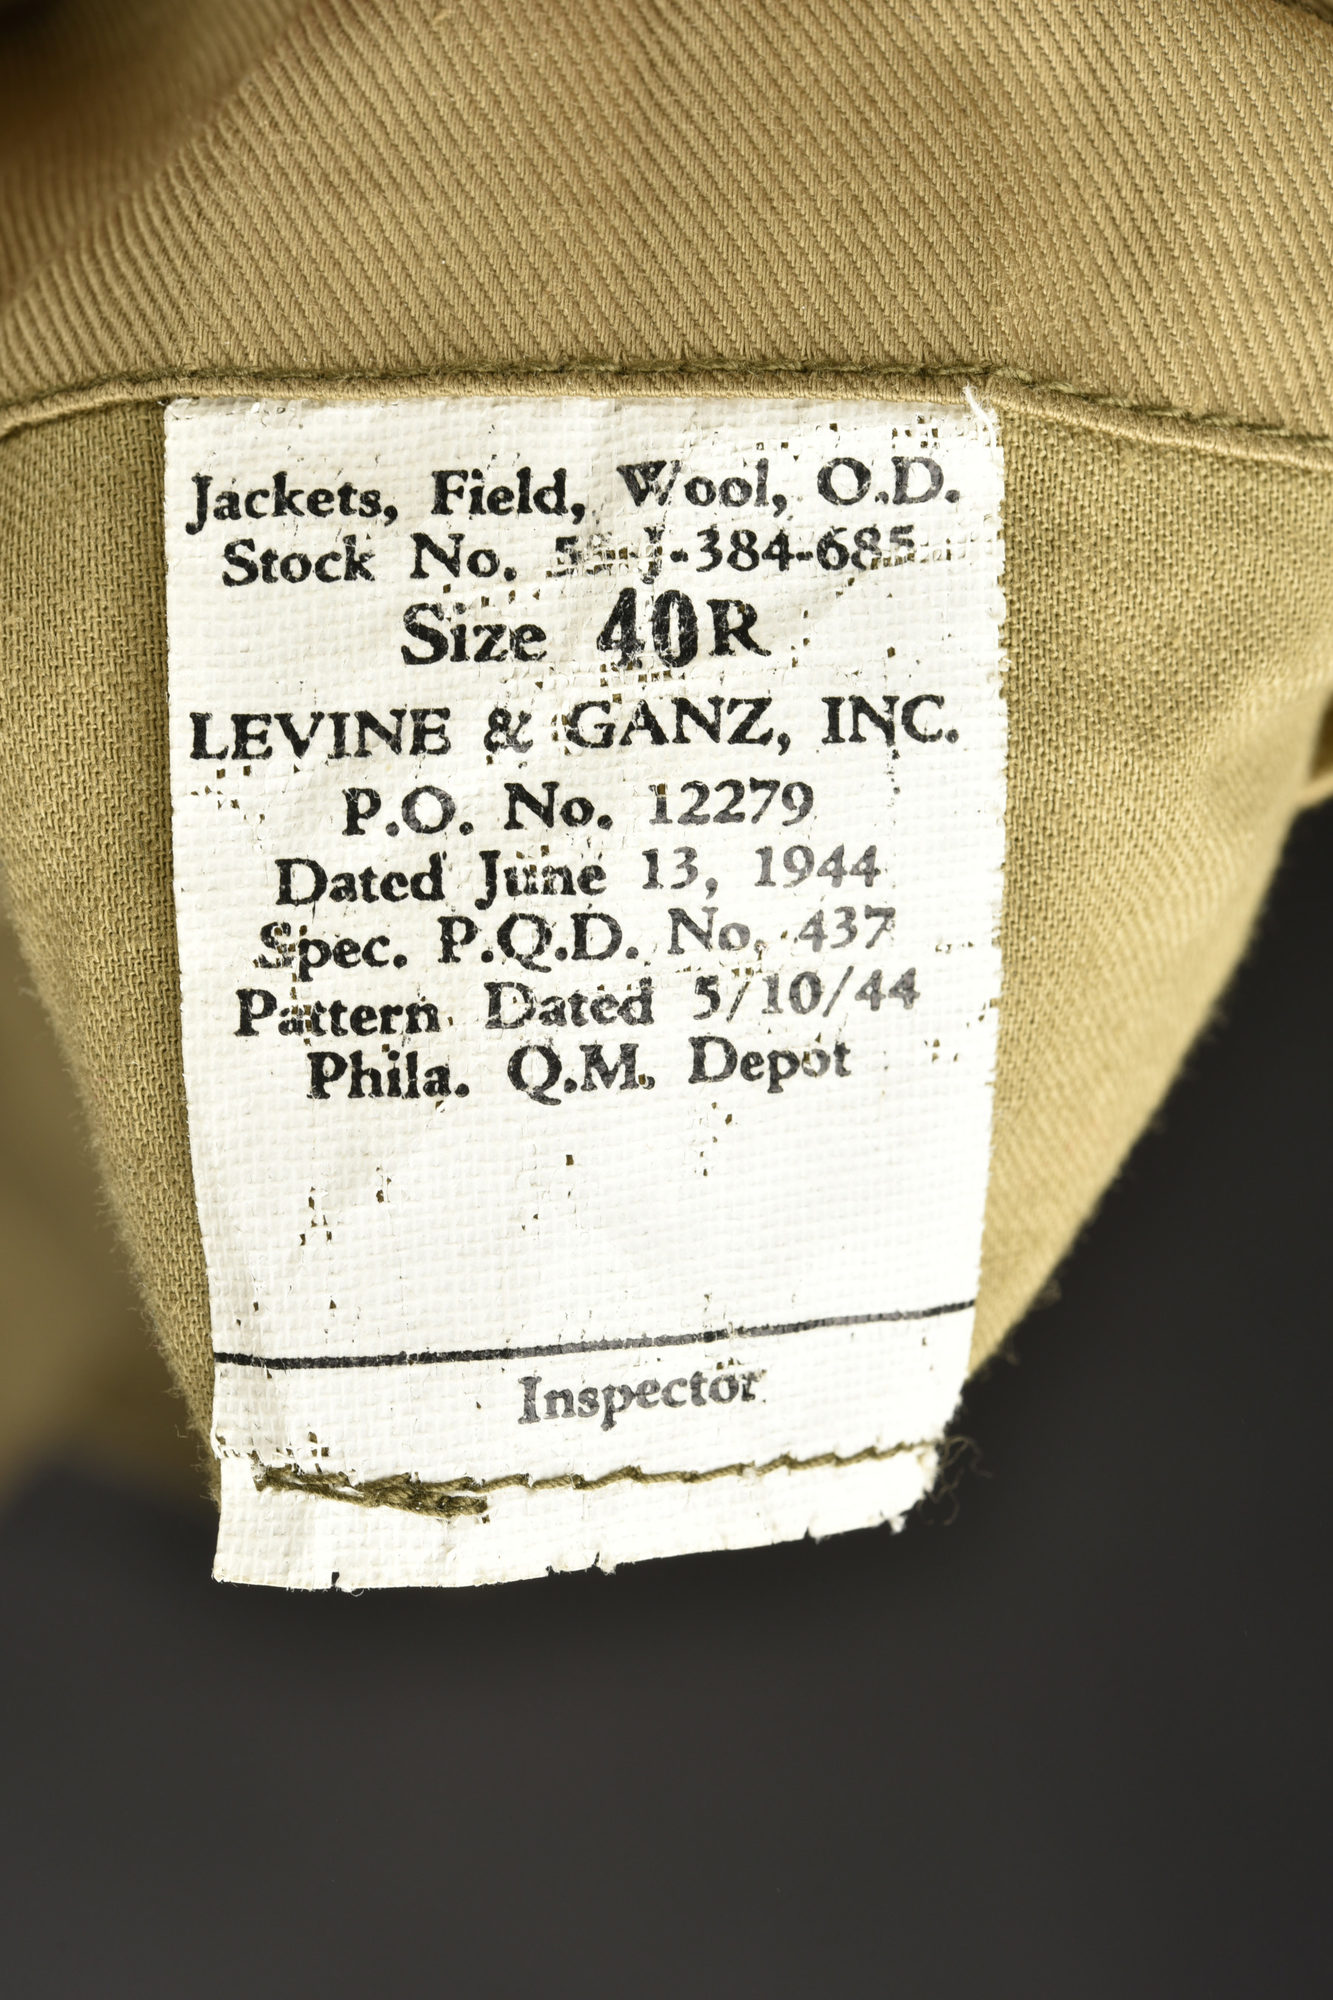 Jackets, Field, Wool, O.D.
Stock No. 55-J-384-685
Size 40R
LEVINE & GANZ, INC.
P.O. No. 12279
Dated June 13, 1944
Spec. P.Q.D. No. 437
Pattern Dated 5/10/44
Phila. Q.M. Depot
Inspector